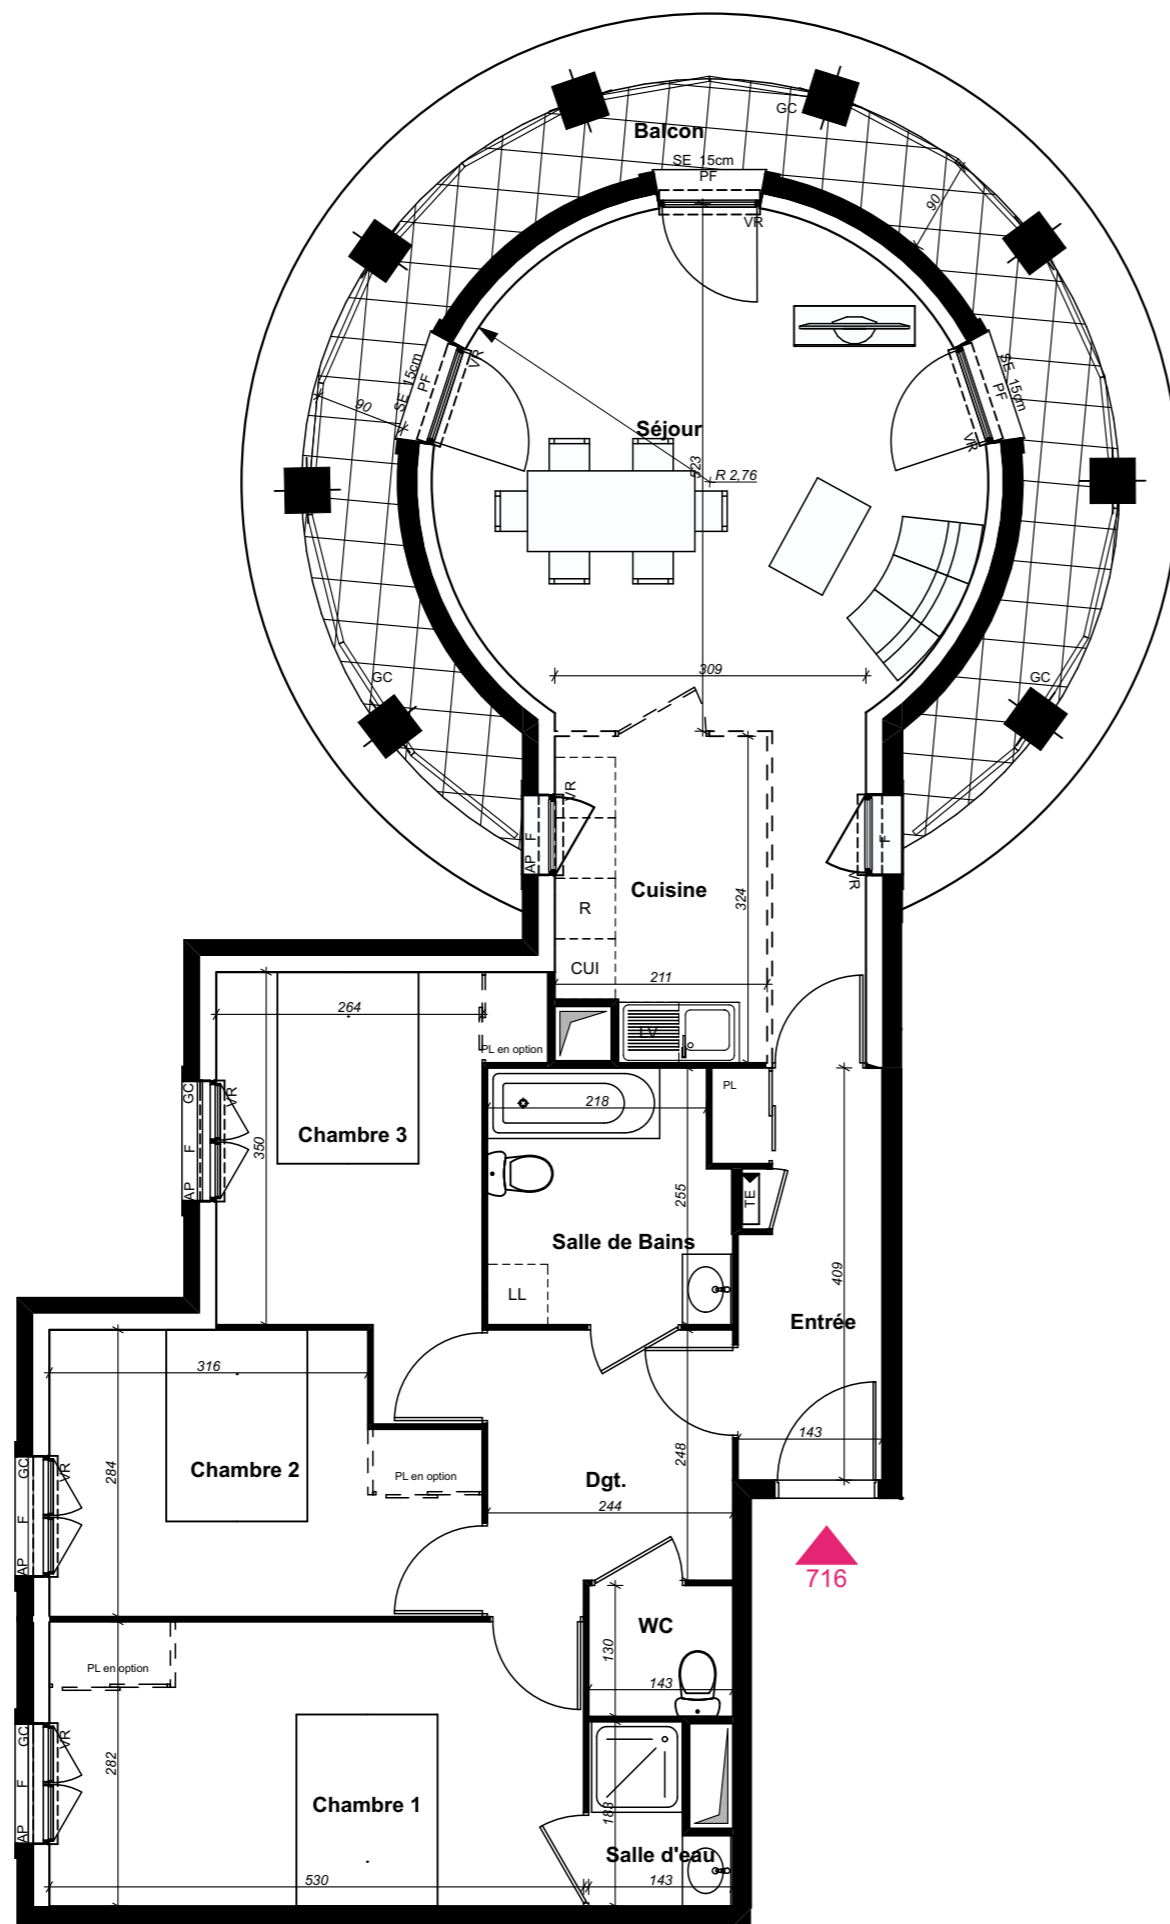 GC
Balcon
SE 15cm
PF
VR
90
SE 15cm
PF
VR
90
SE 15cm
PF
VR
Séjour
523
R 2,76
309
GC
GC
VR
AP F
F
VR
Cuisine
324
R
CUI
211
LV
264
PL en option
PL
GC
VR
F
AP
350
Chambre 3
218
255
TE
Salle de Bains
LL
409
Entrée
316
143
GC
VR
F
AP
284
Chambre 2
PL en option
248
Dgt.
244
716
WC
130
143
PL en option
GC
VR
F
AP
282
Chambre 1
183
Salle d'eau
530
143